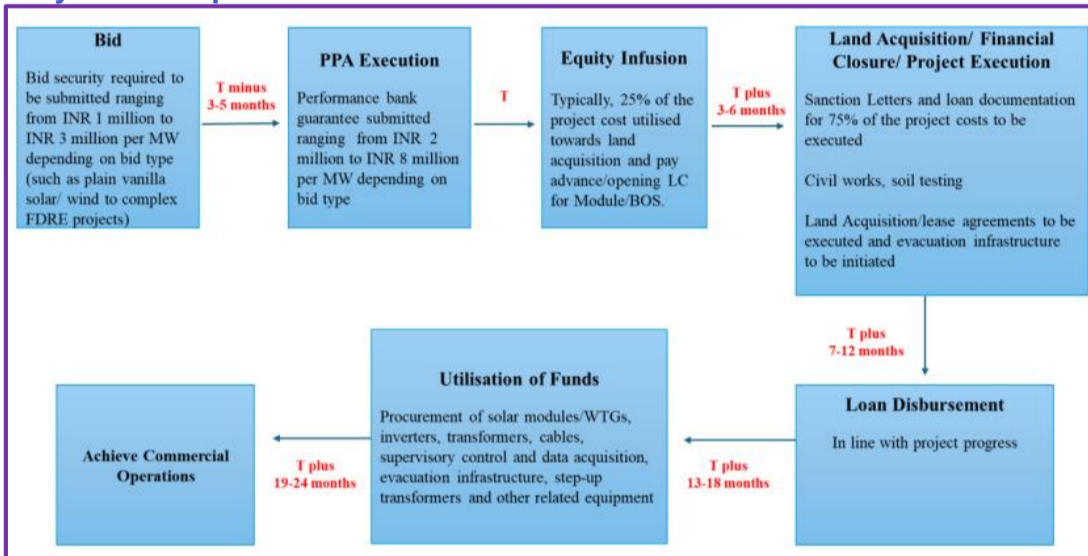 Bid
Bid security required to
be submitted ranging
from INR 1 million to
INR 3 million per MW
depending on bid type
(such as plain vanilla
solar/ wind to complex
FDRE projects)
T minus
3-5 months
PPA Execution
Performance bank
guarantee submitted
ranging from INR 2
million to INR 8 million
per MW depending on
bid type
T
Equity Infusion
Typically, 25% of the
project cost utilised
towards land
acquisition and pay
advance/opening LC
for Module/BOS.
T plus
3-6 months
Land Acquisition/ Financial
Closure/ Project Execution
Sanction Letters and loan documentation
for 75% of the project costs to be
executed
Civil works, soil testing
Land Acquisition/lease agreements to be
executed and evacuation infrastructure
to be initiated
T plus
7-12 months
Loan Disbursement
In line with project progress
T plus
13-18 months
Utilisation of Funds
Procurement of solar modules/WTGs,
inverters, transformers, cables,
supervisory control and data acquisition,
evacuation infrastructure, step-up
transformers and other related equipment
T plus
19-24 months
Achieve Commercial
Operations